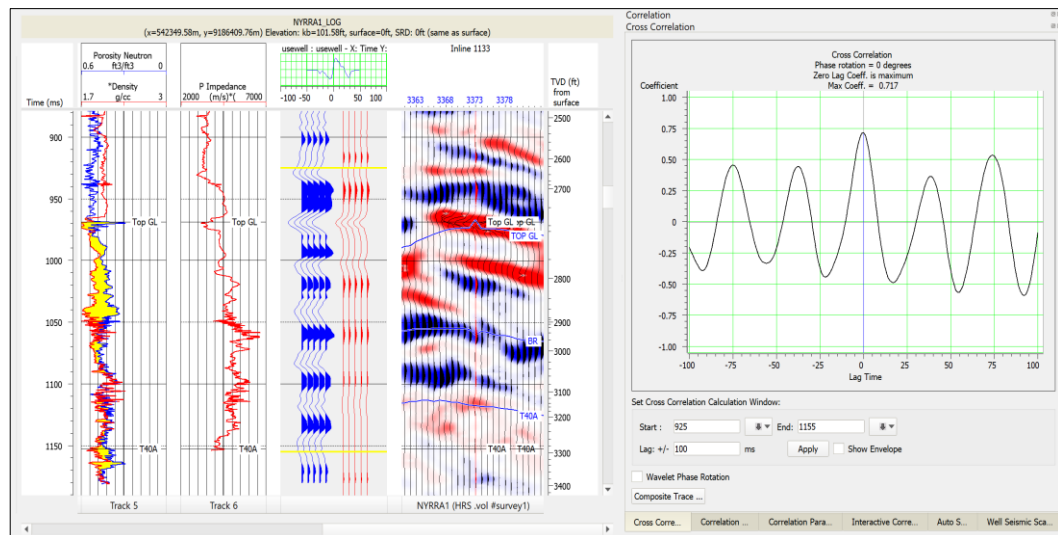 NYRRA1_LOG
(x=542349.58m, y=9186409.76m) Elevation: kb=101.58ft, surface=0ft, SRD: 0ft (same as surface)
Porosity Neutron
ft3/ft3
0.6 0
*Density
g/cc
1.7 3
Time (ms)
P Impedance
(m/s)*(
2000 7000
usewell : usewell - X: Time Y:
-100 -50 0 50 100
Inline 1133
3363 3368 3373 3378
TVD (ft)
from
surface
900
950
1000
1050
1100
1150
Top GL
Top GL
T40A
T40A
Top GL
TOP GL
BR
T40A
T40A T40A
2500
2600
2700
2800
2900
3000
3100
3200
3300
3400
Track 5
Track 6
NYRRA1 (HRS .vol #survey1)
Correlation
Cross Correlation
Cross Correlation
Phase rotation = 0 degrees
Zero Lag Coeff. is maximum
Max Coeff. = 0.717
Coefficient
1.00
0.75
0.50
0.25
0
-0.25
-0.50
-0.75
-1.00
-100 -75 -50 -25 0 25 50 75 100
Lag Time
Set Cross Correlation Calculation Window:
Start : 925 End: 1155
Lag: +/- 100 ms Apply Show Envelope
Wavelet Phase Rotation
Composite Trace ...
Cross Corre... Correlation ... Correlation Para... Interactive Corre... Auto S... Well Seismic Sca...